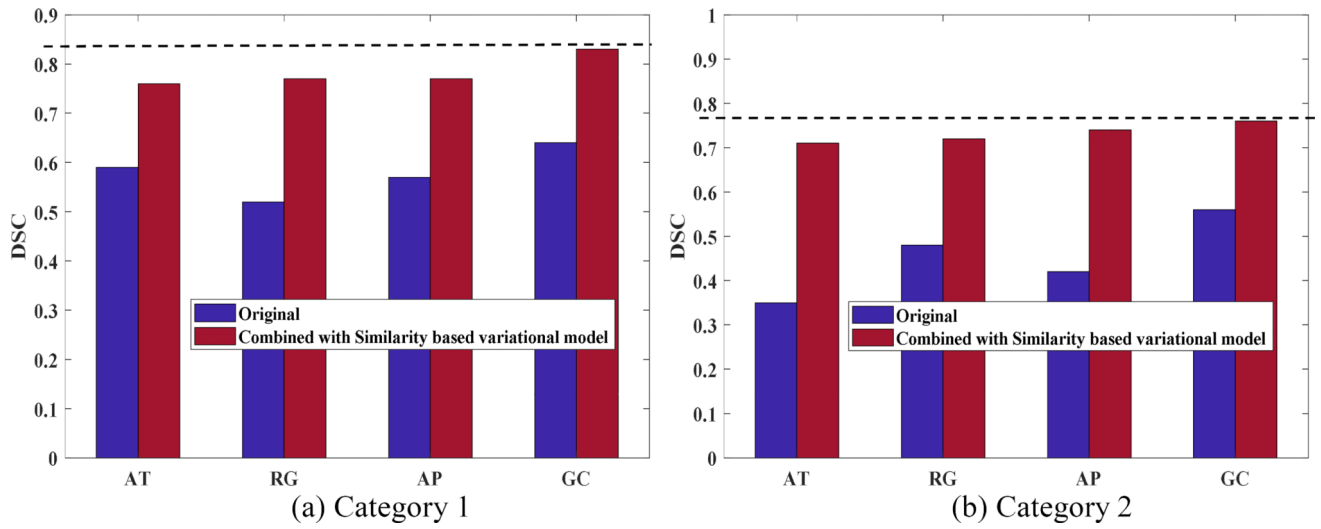 0.9
0.8
0.7
0.6
0.5
0.4
0.3
0.2
0.1
0
DSC
Original
Combined with Similarity based variational model
AT RG AP GC
(a) Category 1
1
0.9
0.8
0.7
0.6
0.5
0.4
0.3
0.2
0.1
0
DSC
Original
Combined with Similarity based variational model
AT RG AP GC
(b) Category 2